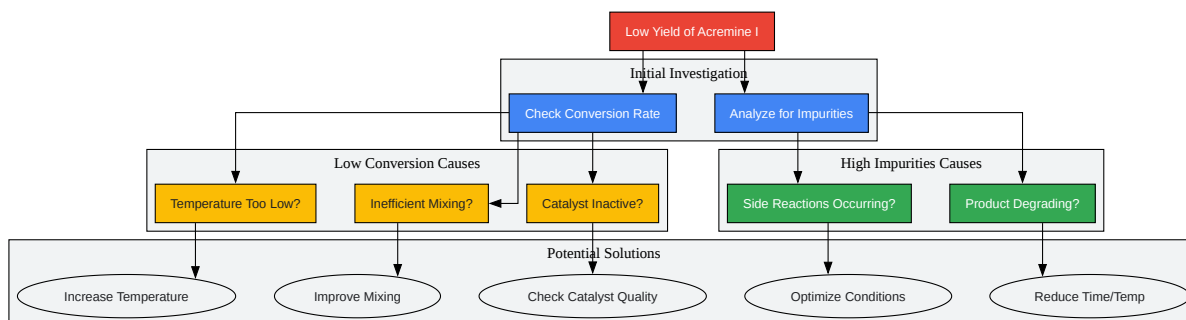 Low Yield of Acremine I
Initial Investigation
Check Conversion Rate
Analyze for Impurities
Low Conversion Causes
High Impurities Causes
Temperature Too Low?
Inefficient Mixing?
Catalyst Inactive?
Side Reactions Occurring?
Product Degrading?
Potential Solutions
Increase Temperature
Improve Mixing
Check Catalyst Quality
Optimize Conditions
Reduce Time/Temp